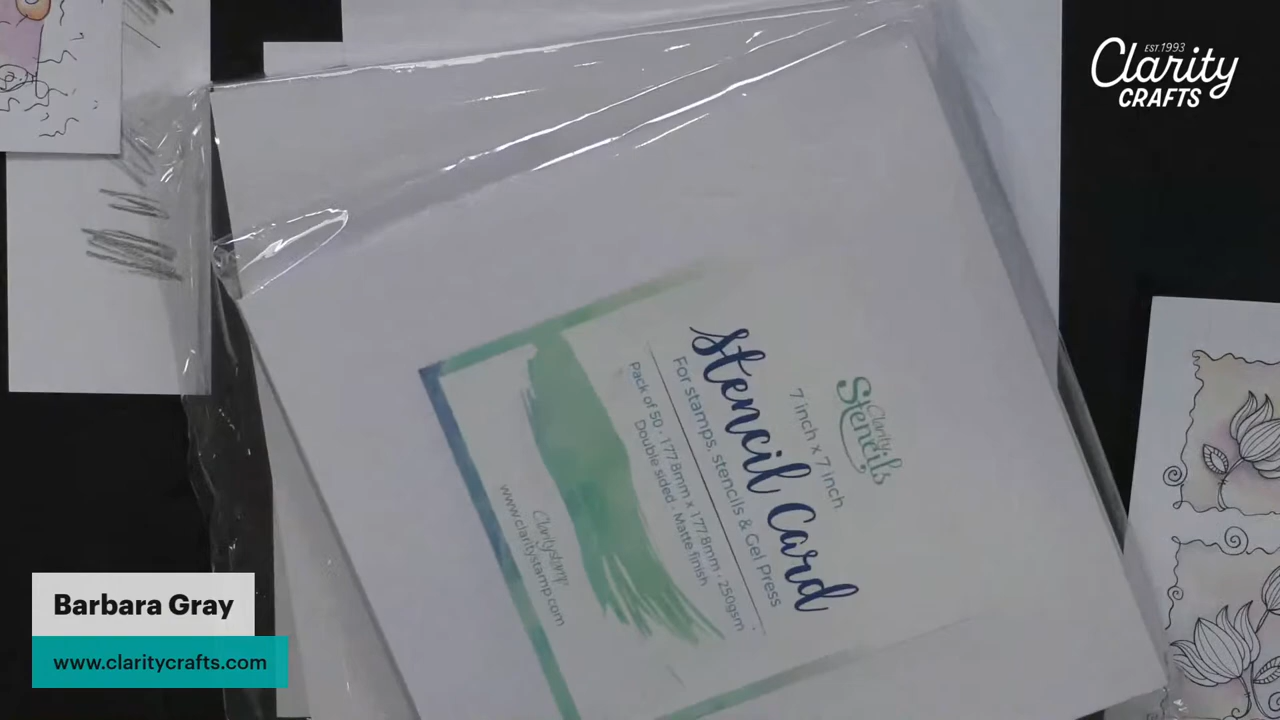 Clarity
EST.1993
CRAFTS
Clarity
Stencils
7 inch x 7 inch
Stencil Card
For stamps, stencils & Gel Press
Pack of 50 · 177.8mm x 177.8mm · 250gsm
Double sided · Matte finish
Claritystamp
www.claritystamp.com
Barbara Gray
www.claritycrafts.com